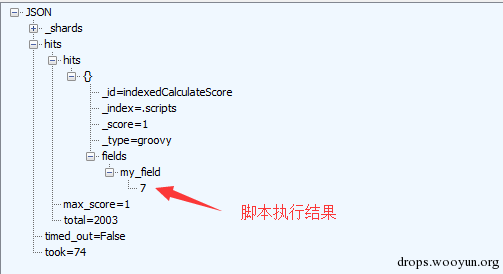 JSON
_shards
hits
hits
{}
_id=indexedCalculateScore
_index=.scripts
_score=1
_type=groovy
fields
my_field
7
脚本执行结果
max_score=1
total=2003
timed_out=False
took=74
drops.wooyun.org